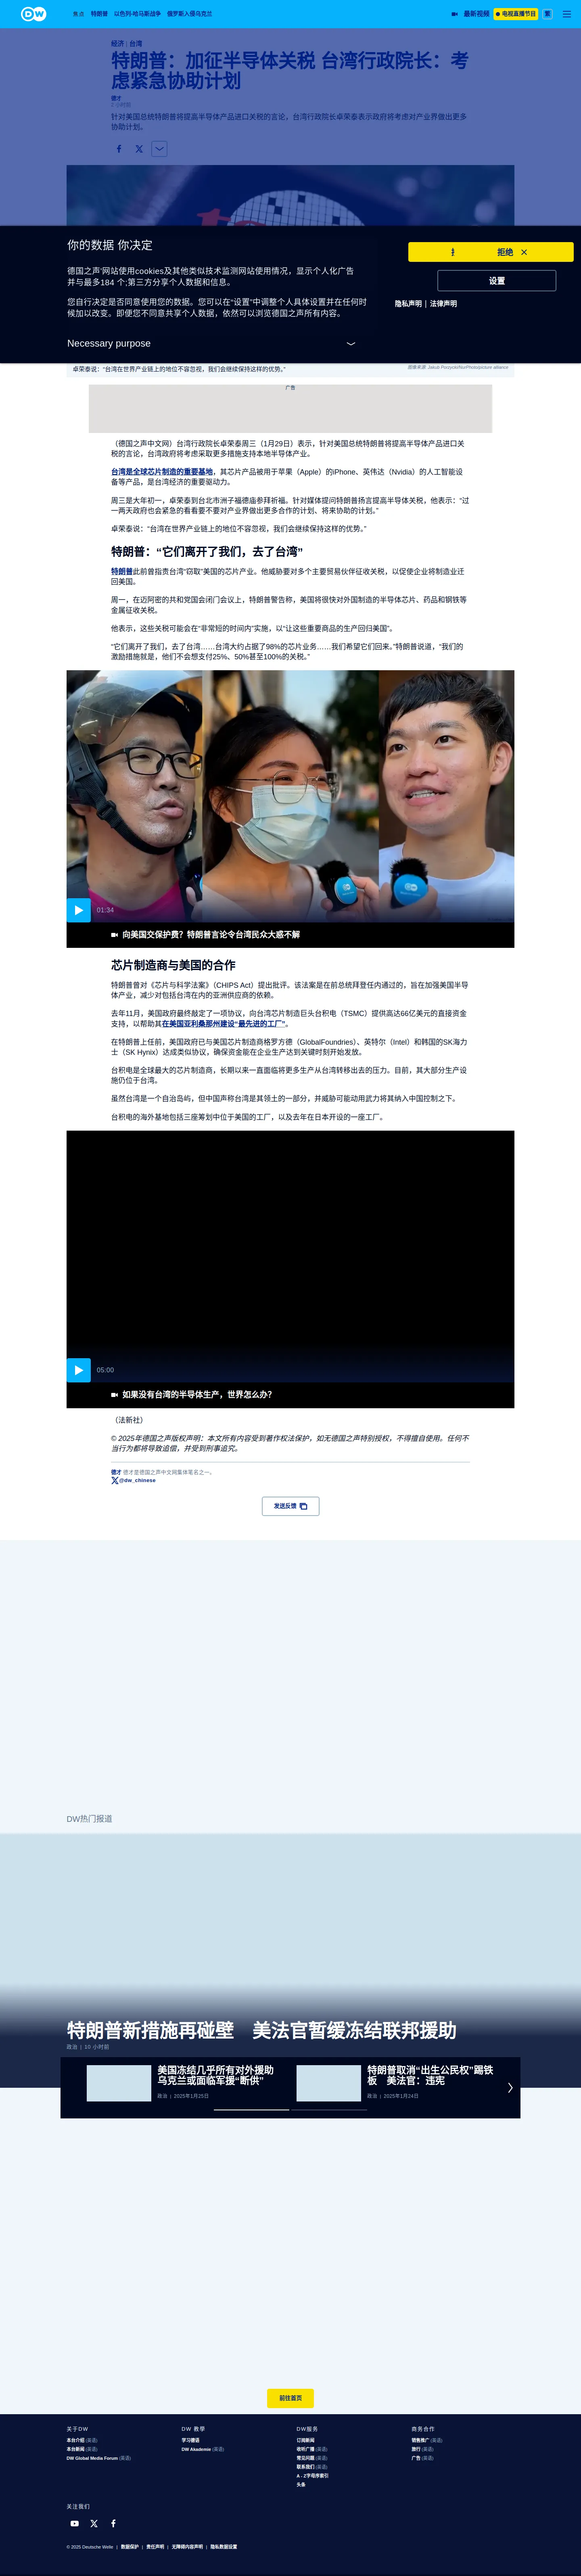 DW
焦点 特朗普 以色列-哈马斯战争 俄罗斯入侵乌克兰
最新视频
电视直播节目
繁
经济 | 台湾
特朗普：加征半导体关税 台湾行政院长：考
虑紧急协助计划
德才
针对美国总统特朗普将提高半导体产品进口关税的言论，台湾行政院长卓荣泰表示政府将考虑对产业界做出更多
协助计划。
你的数据 你决定
德国之声网站使用cookies及其他类似技术监测网站使用情况，显示个人化广告
并与最多184 个;第三方分享个人数据和信息。
您自行决定是否同意使用您的数据。您可以在"设置"中调整个人具体设置并在任何时
候加以改变。即便您不同意共享个人数据，依然可以浏览德国之声所有内容。
Necessary purpose
拒绝
设置
隐私声明 | 法律声明
卓荣泰说：“台湾在世界产业链上的地位不容忽视，我们会继续保持这样的优势。”
图像来源: Jakub Porzycki/NurPhoto/picture alliance
广告
（德国之声中文网）台湾行政院长卓荣泰周三（1月29日）表示，针对美国总统特朗普将提高半导体产品进口关
税的言论，台湾政府将考虑采取更多措施支持本地半导体产业。
台湾是全球芯片制造的重要基地，其芯片产品被用于苹果（Apple）的iPhone、英伟达（Nvidia）的人工智能设
备等产品，是台湾经济的重要驱动力。
周三是大年初一，卓荣泰到台北市洲子福德庙参拜祈福。针对媒体提问特朗普扬言提高半导体关税，他表示：“过
一两天政府也会紧急的看看要不要对产业界做出更多合作的计划、将来协助的计划。”
卓荣泰说：“台湾在世界产业链上的地位不容忽视，我们会继续保持这样的优势。”
特朗普：“它们离开了我们，去了台湾”
特朗普此前曾指责台湾“窃取”美国的芯片产业。他威胁要对多个主要贸易伙伴征收关税，以促使企业将制造业迁
回美国。
周一，在迈阿密的共和党国会闭门会议上，特朗普警告称，美国将很快对外国制造的半导体芯片、药品和钢铁等
金属征收关税。
他表示，这些关税可能会在“非常短的时间内”实施，以“让这些重要商品的生产回归美国”。
“它们离开了我们，去了台湾……台湾大约占据了98%的芯片业务……我们希望它们回来。”特朗普说道，“我们的
激励措施就是，他们不会想支付25%、50%甚至100%的关税。”
01:34
向美国交保护费？特朗普言论令台湾民众大惑不解
芯片制造商与美国的合作
特朗普曾对《芯片与科学法案》（CHIPS Act）提出批评。该法案是在前总统拜登任内通过的，旨在加强美国半导
体产业，减少对包括台湾在内的亚洲供应商的依赖。
去年11月，美国政府最终敲定了一项协议，向台湾芯片制造巨头台积电（TSMC）提供高达66亿美元的直接资金
支持，以帮助其在美国亚利桑那州建设“最先进的工厂”。
在特朗普上任前，美国政府已与美国芯片制造商格罗方德（GlobalFoundries）、英特尔（Intel）和韩国的SK海力
士（SK Hynix）达成类似协议，确保资金能在企业生产达到关键时刻开始发放。
台积电是全球最大的芯片制造商，长期以来一直面临将更多生产从台湾转移出去的压力。目前，其大部分生产设
施仍位于台湾。
虽然台湾是一个自治岛屿，但中国声称台湾是其领土的一部分，并威胁可能动用武力将其纳入中国控制之下。
台积电的海外基地包括三座筹划中位于美国的工厂，以及去年在日本开设的一座工厂。
05:00
如果没有台湾的半导体生产，世界怎么办？
（法新社）
© 2025年德国之声版权声明：本文所有内容受到著作权法保护，如无德国之声特别授权，不得擅自使用。任何不
当行为都将导致追偿，并受到刑事追究。
德才 德才是德国之声中文网集体笔名之一。
@dw_chinese
发送反馈
DW热门报道
特朗普新措施再碰壁　美法官暂缓冻结联邦援助
政治 | 10 小时前
美国冻结几乎所有对外援助
乌克兰或面临军援“断供”
政治 | 2025年1月25日
特朗普取消“出生公民权”踢铁
板　美法官：违宪
政治 | 2025年1月24日
前往首页
关于DW
本台介绍 (英语)
本台新闻 (英语)
DW Global Media Forum (英语)
DW 教學
学习德语
DW Akademie (英语)
DW服务
订阅新闻
收听广播 (英语)
常见问题 (英语)
联系我们 (英语)
A - Z字母序索引
头条
商务合作
销售推广 (英语)
旅行 (英语)
广告 (英语)
关注我们
© 2025 Deutsche Welle | 数据保护 | 责任声明 | 无障碍内容声明 | 隐私数据设置